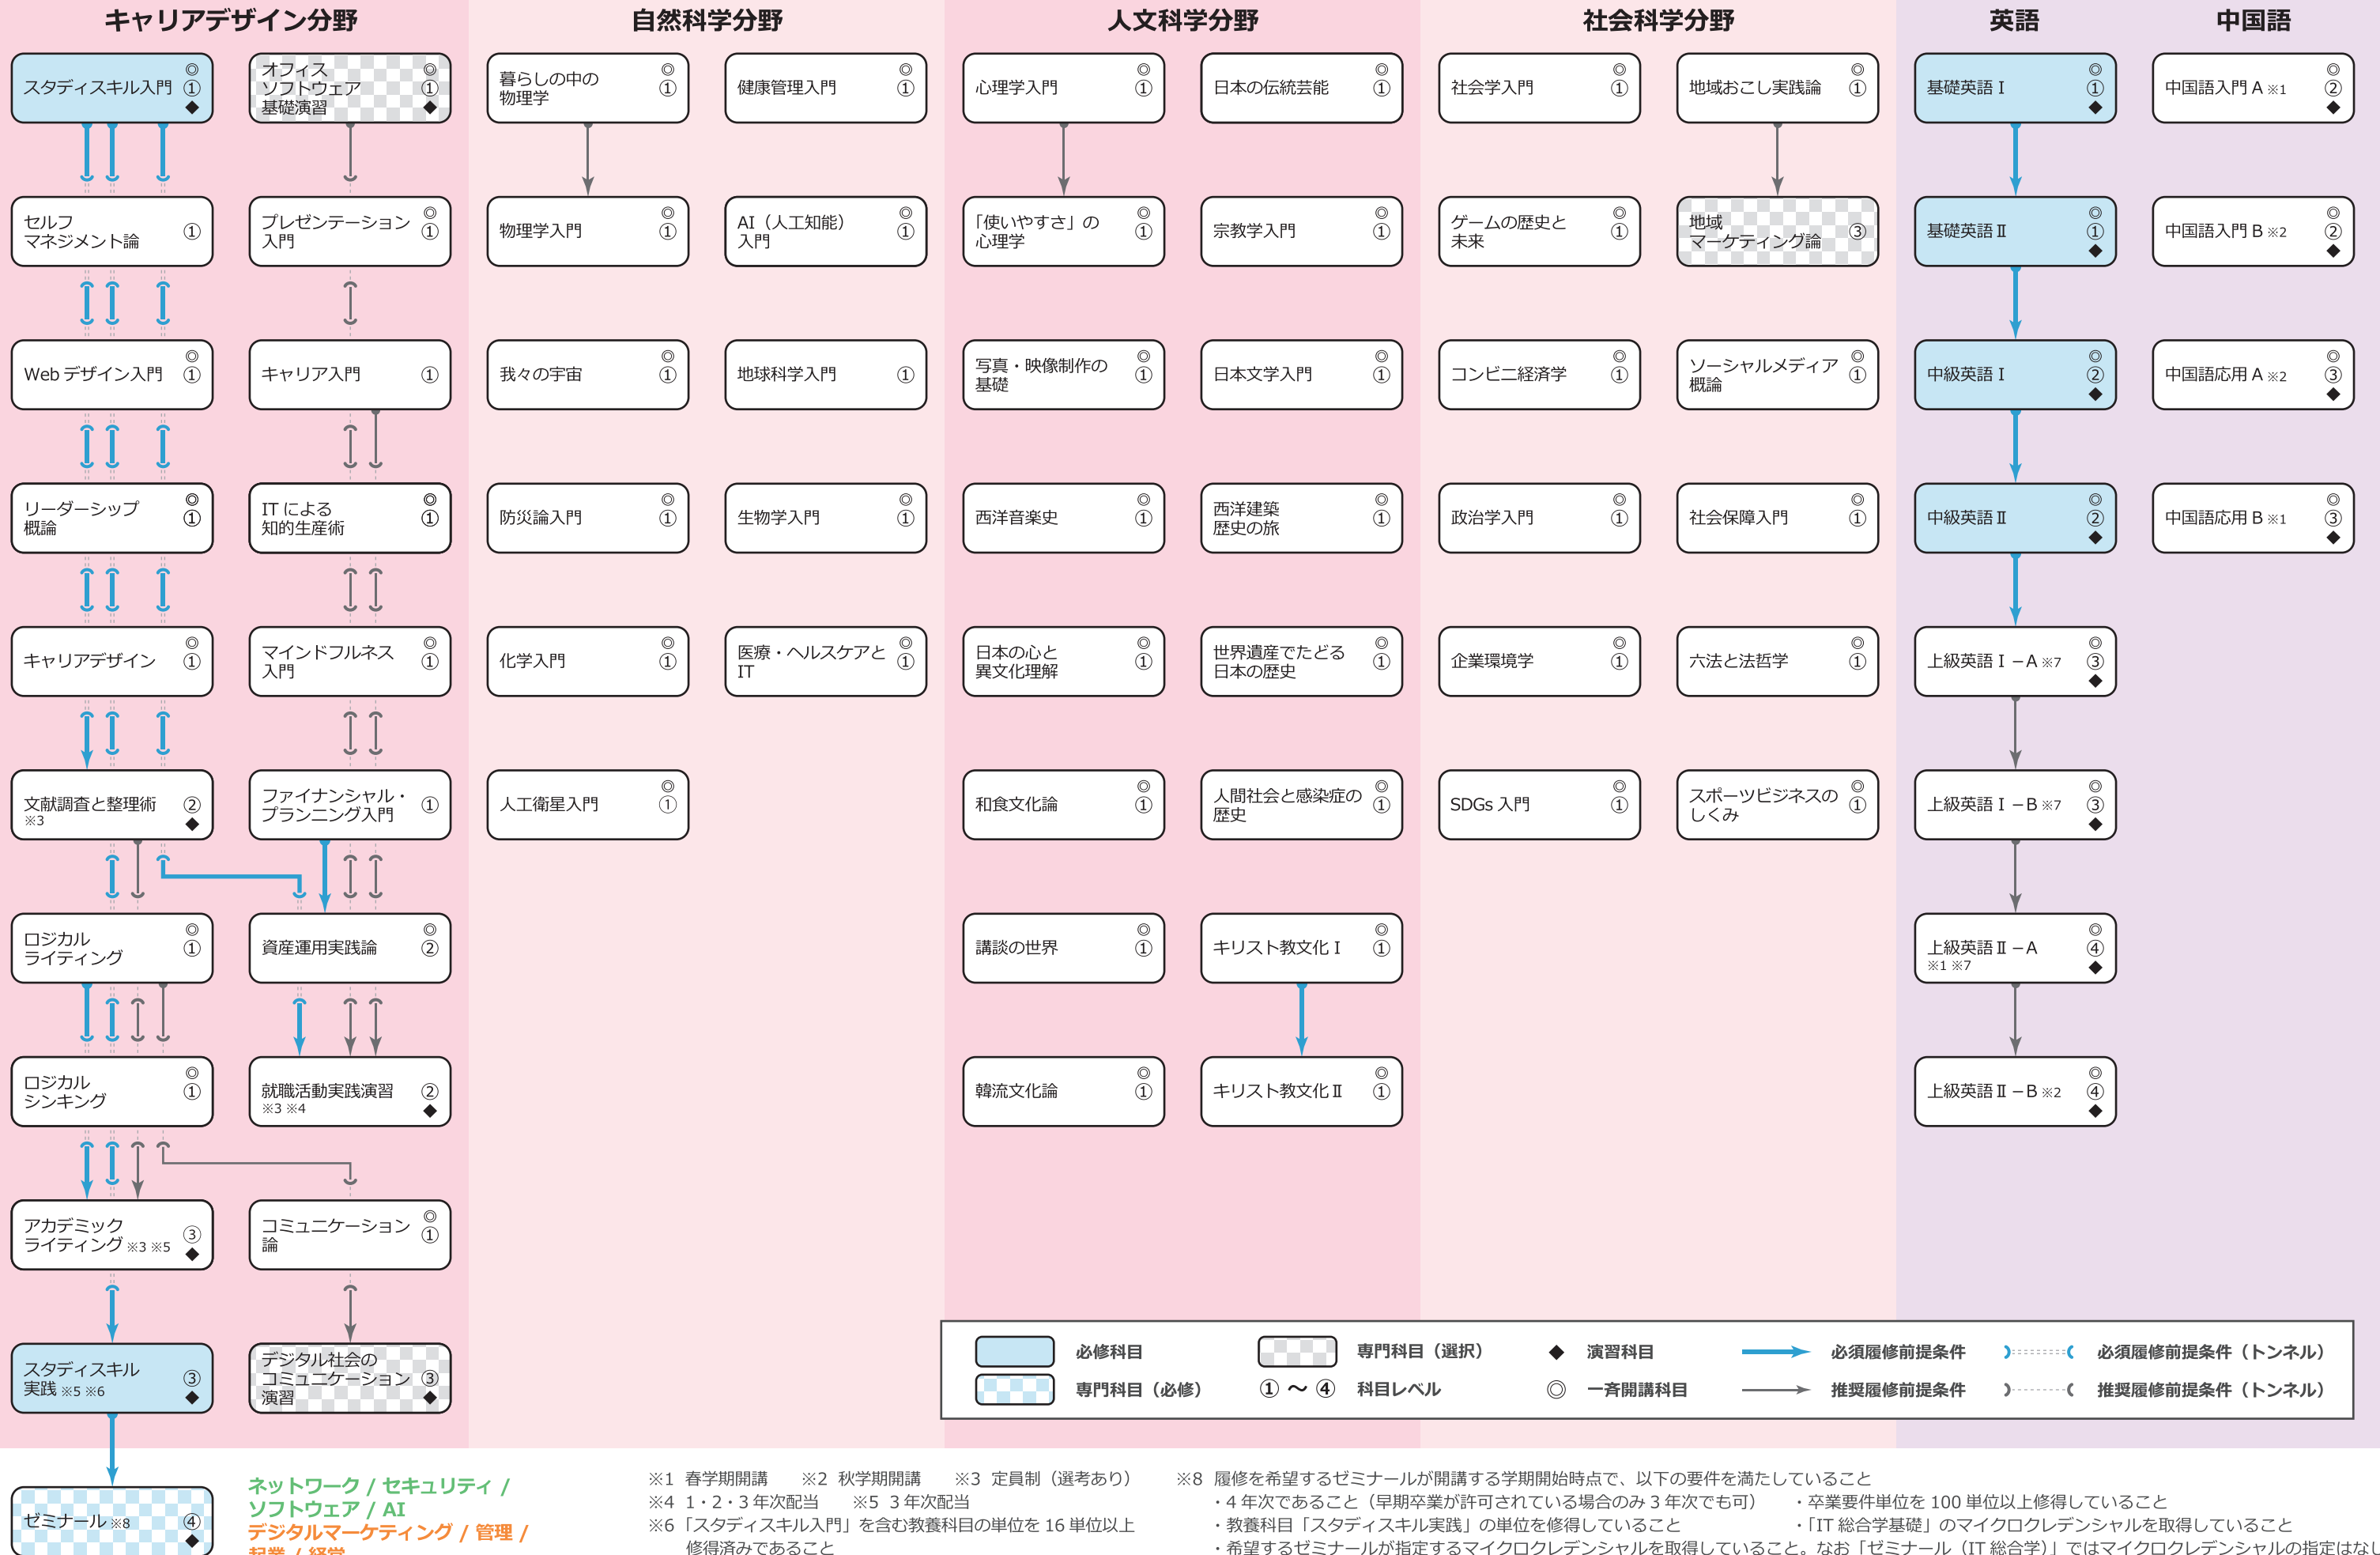 キャリアデザイン分野
スタディスキル入門 ◎ ① ◆
セルフ
マネジメント論 ①
Web デザイン入門 ◎ ①
リーダーシップ
概論 ◎ ①
キャリアデザイン ◎ ①
文献調査と整理術 ② ◆
※3
ロジカル
ライティング ◎ ①
ロジカル
シンキング ◎ ①
アカデミック
ライティング ※3 ※5 ③ ◆
スタディスキル
実践 ※5 ※6 ③ ◆
ゼミナール ※8 ④ ◆
オフィス
ソフトウェア
基礎演習 ◎ ① ◆
プレゼンテーション
入門 ◎ ①
キャリア入門 ①
IT による
知的生産術 ◎ ①
マインドフルネス
入門 ◎ ①
ファイナンシャル・
プランニング入門 ①
資産運用実践論 ◎ ②
就職活動実践演習 ② ◆
※3 ※4
コミュニケーション
論 ◎ ①
デジタル社会の
コミュニケーション
演習 ③ ◆
ネットワーク / セキュリティ /
ソフトウェア / AI
デジタルマーケティング / 管理 /
起業 / 経営
自然科学分野
暮らしの中の
物理学 ◎ ①
物理学入門 ◎ ①
我々の宇宙 ◎ ①
防災論入門 ◎ ①
化学入門 ◎ ①
人工衛星入門 ◎ ①
健康管理入門 ◎ ①
AI（人工知能）
入門 ◎ ①
地球科学入門 ①
生物学入門 ◎ ①
医療・ヘルスケアと
IT ◎ ①
人文科学分野
心理学入門 ◎ ①
「使いやすさ」の
心理学 ◎ ①
写真・映像制作の
基礎 ◎ ①
西洋音楽史 ◎ ①
日本の心と
異文化理解 ◎ ①
和食文化論 ◎ ①
講談の世界 ◎ ①
韓流文化論 ◎ ①
日本の伝統芸能 ◎ ①
宗教学入門 ◎ ①
日本文学入門 ◎ ①
西洋建築
歴史の旅 ◎ ①
世界遺産でたどる
日本の歴史 ◎ ①
人間社会と感染症の
歴史 ◎ ①
キリスト教文化 I ◎ ①
キリスト教文化 II ◎ ①
社会科学分野
社会学入門 ◎ ①
ゲームの歴史と
未来 ◎ ①
コンビニ経済学 ◎ ①
政治学入門 ◎ ①
企業環境学 ◎ ①
SDGs 入門 ◎ ①
地域おこし実践論 ◎ ①
地域
マーケティング論 ③
ソーシャルメディア
概論 ◎ ①
社会保障入門 ◎ ①
六法と法哲学 ◎ ①
スポーツビジネスの
しくみ ◎ ①
英語
基礎英語 I ◎ ① ◆
基礎英語 II ◎ ① ◆
中級英語 I ◎ ② ◆
中級英語 II ◎ ② ◆
上級英語 I －A ※7 ◎ ③ ◆
上級英語 I －B ※7 ◎ ③ ◆
上級英語 II －A ◎ ④ ◆
※1 ※7
上級英語 II －B ※2 ◎ ④ ◆
中国語
中国語入門 A ※1 ◎ ② ◆
中国語入門 B ※2 ◎ ② ◆
中国語応用 A ※2 ◎ ③ ◆
中国語応用 B ※1 ◎ ③ ◆
必修科目
専門科目（必修）
専門科目（選択）
①～④ 科目レベル
◆ 演習科目
◎ 一斉開講科目
必須履修前提条件
推奨履修前提条件
必須履修前提条件（トンネル）
推奨履修前提条件（トンネル）
※1 春学期開講 ※2 秋学期開講 ※3 定員制（選考あり）
※4 1・2・3 年次配当 ※5 3 年次配当
※6「スタディスキル入門」を含む教養科目の単位を 16 単位以上
修得済みであること
※8 履修を希望するゼミナールが開講する学期開始時点で、以下の要件を満たしていること
・4 年次であること（早期卒業が許可されている場合のみ 3 年次でも可） ・卒業要件単位を 100 単位以上修得していること
・教養科目「スタディスキル実践」の単位を修得していること ・「IT 総合学基礎」のマイクロクレデンシャルを取得していること
・希望するゼミナールが指定するマイクロクレデンシャルを取得していること。なお「ゼミナール（IT 総合学）」ではマイクロクレデンシャルの指定はな